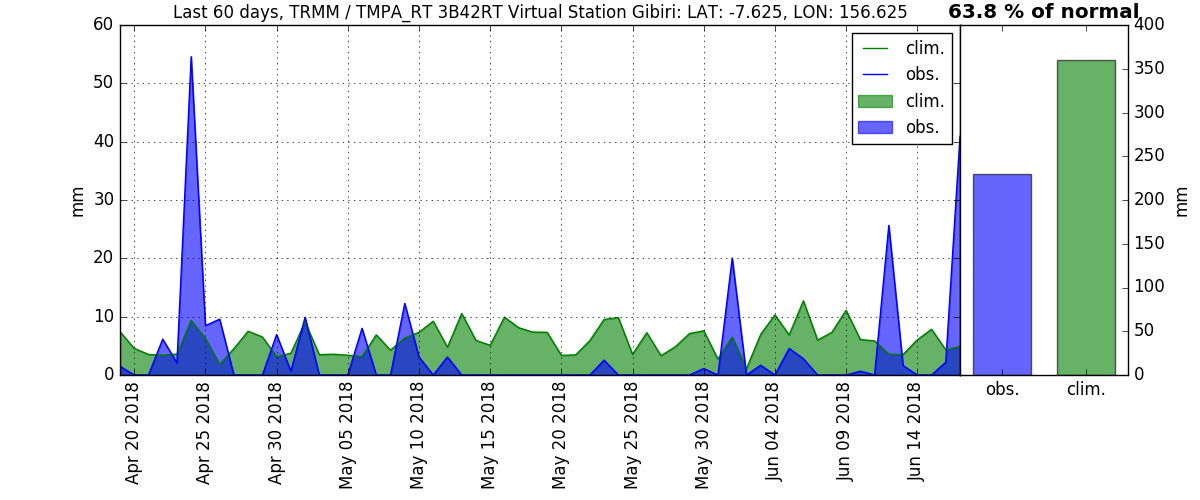 Last 60 days, TRMM / TMPA_RT 3B42RT Virtual Station Gibiri: LAT: -7.625, LON: 156.625
63.8 % of normal
clim.
obs.
clim.
obs.
60
50
40
30
20
10
0
mm
Apr 20 2018
Apr 25 2018
Apr 30 2018
May 05 2018
May 10 2018
May 15 2018
May 20 2018
May 25 2018
May 30 2018
Jun 04 2018
Jun 09 2018
Jun 14 2018
400
350
300
250
200
150
100
50
0
mm
obs.
clim.